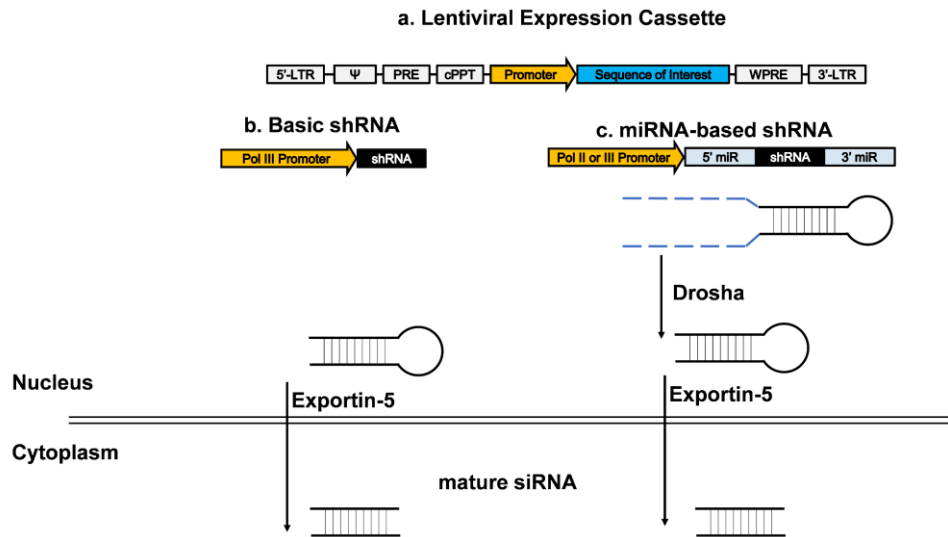 a. Lentiviral Expression Cassette
5'-LTR Ψ PRE cPPT Promoter Sequence of Interest WPRE 3'-LTR
b. Basic shRNA
Pol III Promoter shRNA
c. miRNA-based shRNA
Pol II or III Promoter 5' miR shRNA 3' miR
Drosha
Nucleus
Exportin-5
Exportin-5
Cytoplasm
mature siRNA